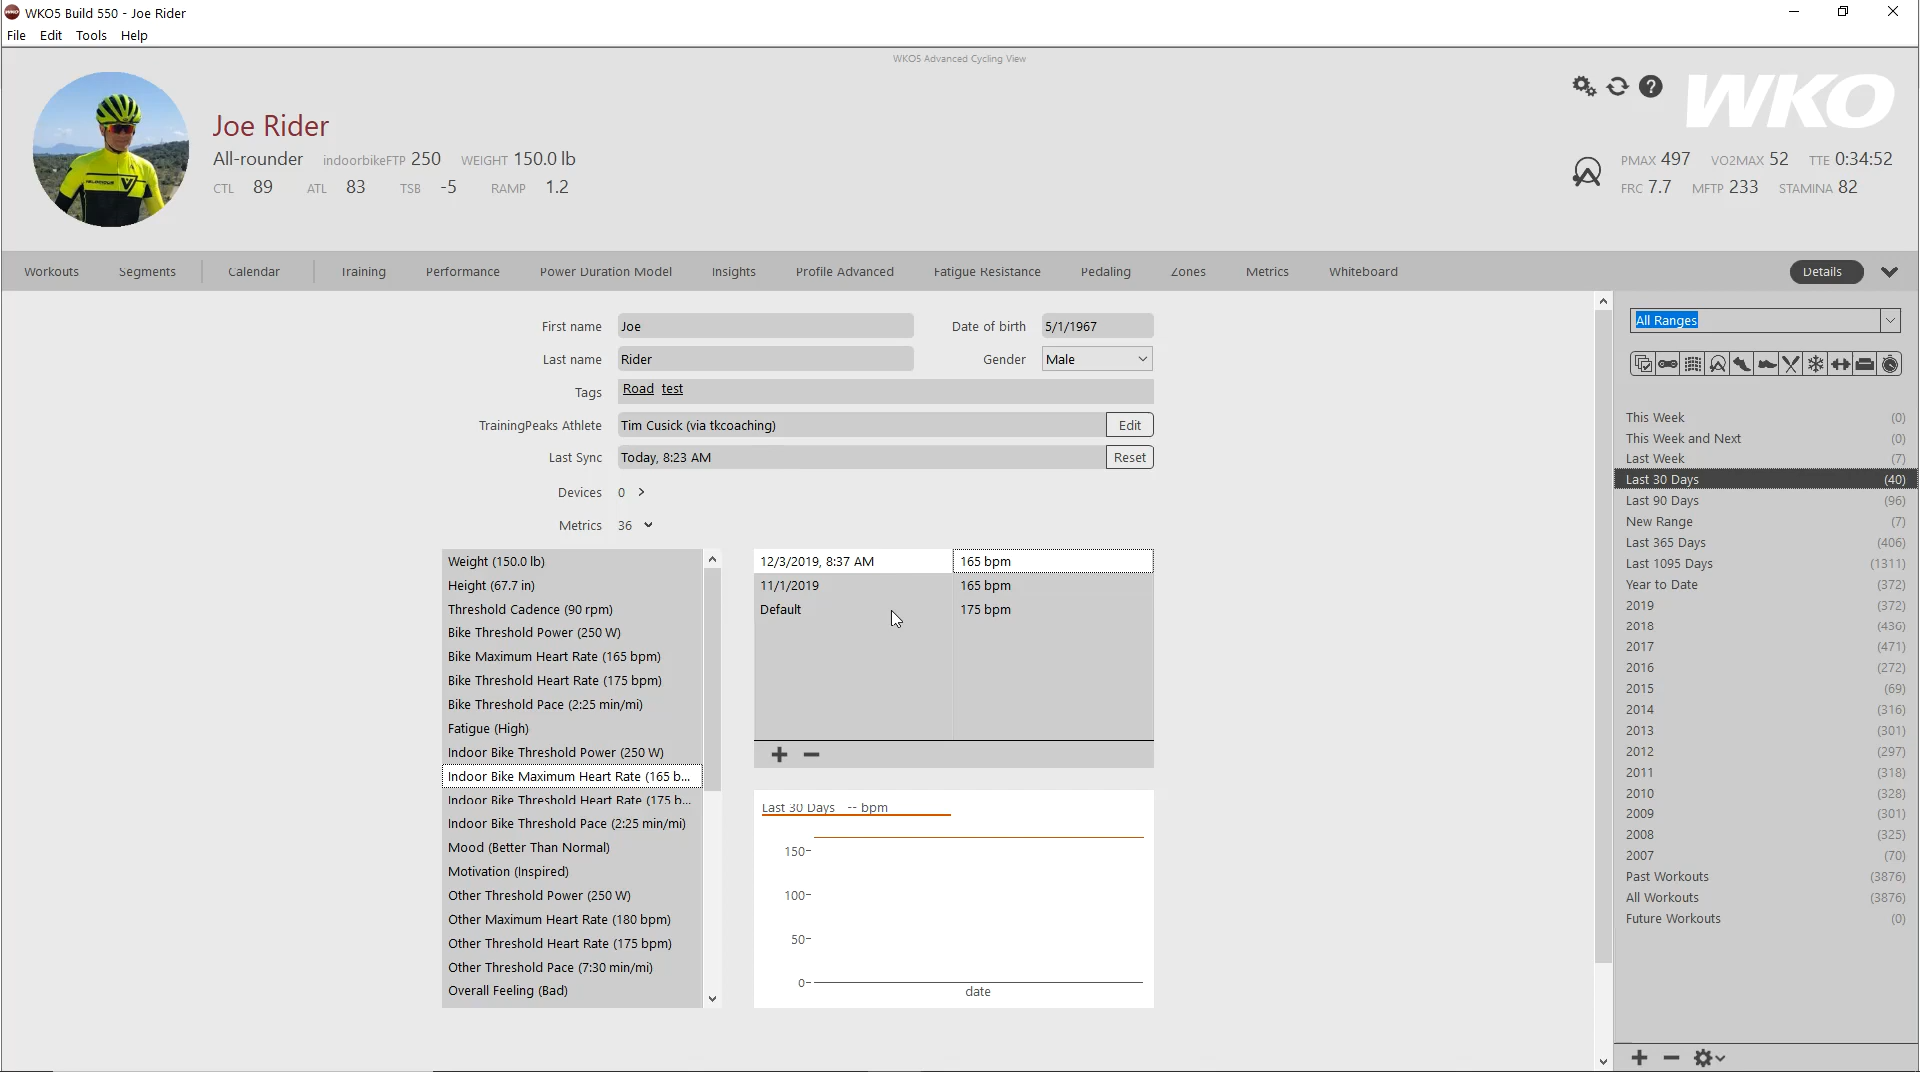 WKO5 Build 550 - Joe Rider
File Edit Tools Help
WKO5 Advanced Cycling View
WKO
Joe Rider
All-rounder indoorbikeFTP 250 WEIGHT 150.0 lb
CTL 89 ATL 83 TSB -5 RAMP 1.2
PMAX 497 VO2MAX 52 TTE 0:34:52
FRC 7.7 MFTP 233 STAMINA 82
Workouts Segments Calendar Training Performance Power Duration Model Insights Profile Advanced Fatigue Resistance Pedaling Zones Metrics Whiteboard Details
First name Joe Date of birth 5/1/1967
Last name Rider Gender Male
Tags Road test
TrainingPeaks Athlete Tim Cusick (via tkcoaching) Edit
Last Sync Today, 8:23 AM Reset
Devices 0 >
Metrics 36
Weight (150.0 lb)
Height (67.7 in)
Threshold Cadence (90 rpm)
Bike Threshold Power (250 W)
Bike Maximum Heart Rate (165 bpm)
Bike Threshold Heart Rate (175 bpm)
Bike Threshold Pace (2:25 min/mi)
Fatigue (High)
Indoor Bike Threshold Power (250 W)
Indoor Bike Maximum Heart Rate (165 b...
Indoor Bike Threshold Heart Rate (175 b...
Indoor Bike Threshold Pace (2:25 min/mi)
Mood (Better Than Normal)
Motivation (Inspired)
Other Threshold Power (250 W)
Other Maximum Heart Rate (180 bpm)
Other Threshold Heart Rate (175 bpm)
Other Threshold Pace (7:30 min/mi)
Overall Feeling (Bad)
12/3/2019, 8:37 AM 165 bpm
11/1/2019 165 bpm
Default 175 bpm
Last 30 Days -- bpm
150
100
50
0
date
All Ranges
This Week (0)
This Week and Next (0)
Last Week (7)
Last 30 Days (40)
Last 90 Days (96)
New Range (7)
Last 365 Days (406)
Last 1095 Days (1311)
Year to Date (372)
2019 (372)
2018 (436)
2017 (471)
2016 (272)
2015 (69)
2014 (316)
2013 (301)
2012 (297)
2011 (318)
2010 (328)
2009 (301)
2008 (325)
2007 (70)
Past Workouts (3876)
All Workouts (3876)
Future Workouts (0)